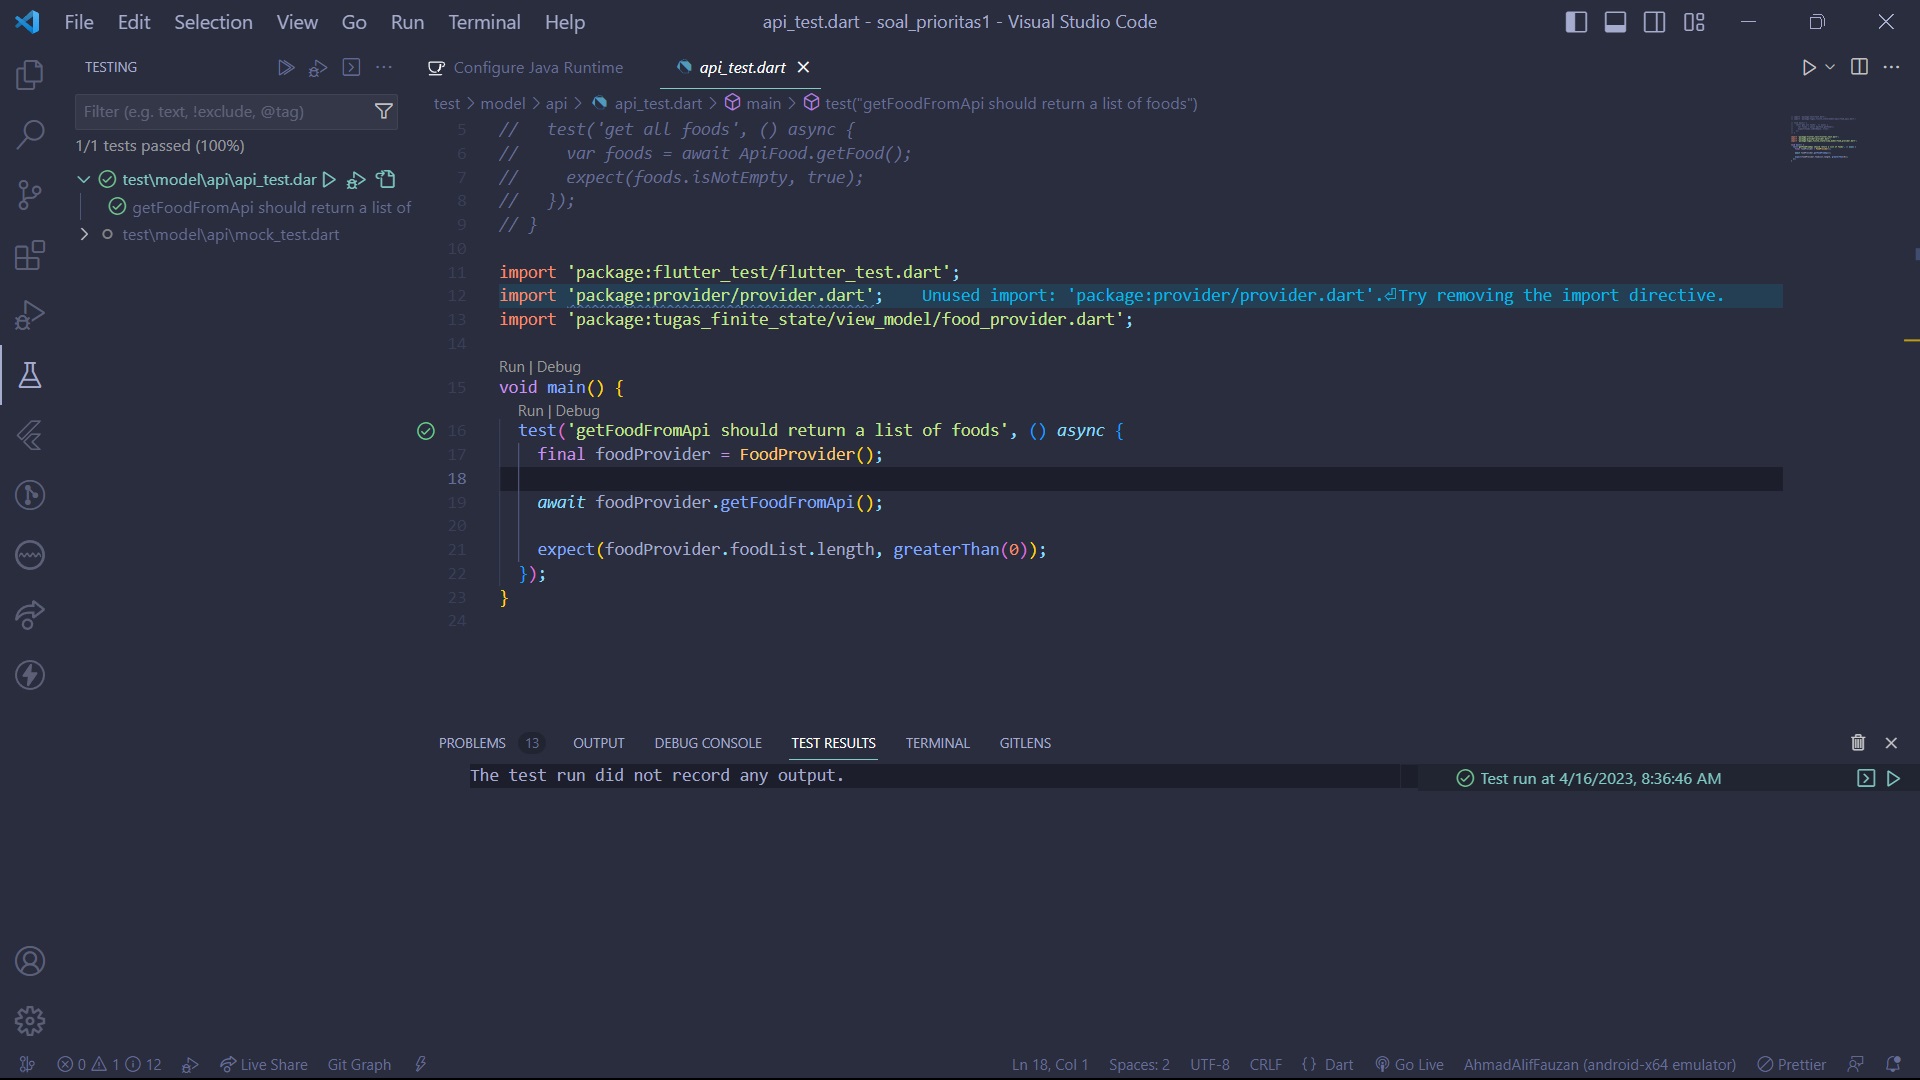 File Edit Selection View Go Run Terminal Help
api_test.dart - soal_prioritas1 - Visual Studio Code
TESTING
Filter (e.g. text, !exclude, @tag)
1/1 tests passed (100%)
test\model\api\api_test.dar
getFoodFromApi should return a list of
test\model\api\mock_test.dart
Configure Java Runtime
api_test.dart
test > model > api > api_test.dart > main > test("getFoodFromApi should return a list of foods")
5 //   test('get all foods', () async {
6 //     var foods = await ApiFood.getFood();
7 //     expect(foods.isNotEmpty, true);
8 //   });
9 // }
10
11 import 'package:flutter_test/flutter_test.dart';
12 import 'package:provider/provider.dart'; Unused import: 'package:provider/provider.dart'.⏎Try removing the import directive.
13 import 'package:tugas_finite_state/view_model/food_provider.dart';
14
Run | Debug
15 void main() {
Run | Debug
16   test('getFoodFromApi should return a list of foods', () async {
17     final foodProvider = FoodProvider();
18
19     await foodProvider.getFoodFromApi();
20
21     expect(foodProvider.foodList.length, greaterThan(0));
22   });
23 }
24
PROBLEMS 13 OUTPUT DEBUG CONSOLE TEST RESULTS TERMINAL GITLENS
The test run did not record any output.
Test run at 4/16/2023, 8:36:46 AM
0 1 12 Live Share Git Graph
Ln 18, Col 1 Spaces: 2 UTF-8 CRLF {} Dart Go Live AhmadAlifFauzan (android-x64 emulator) Prettier